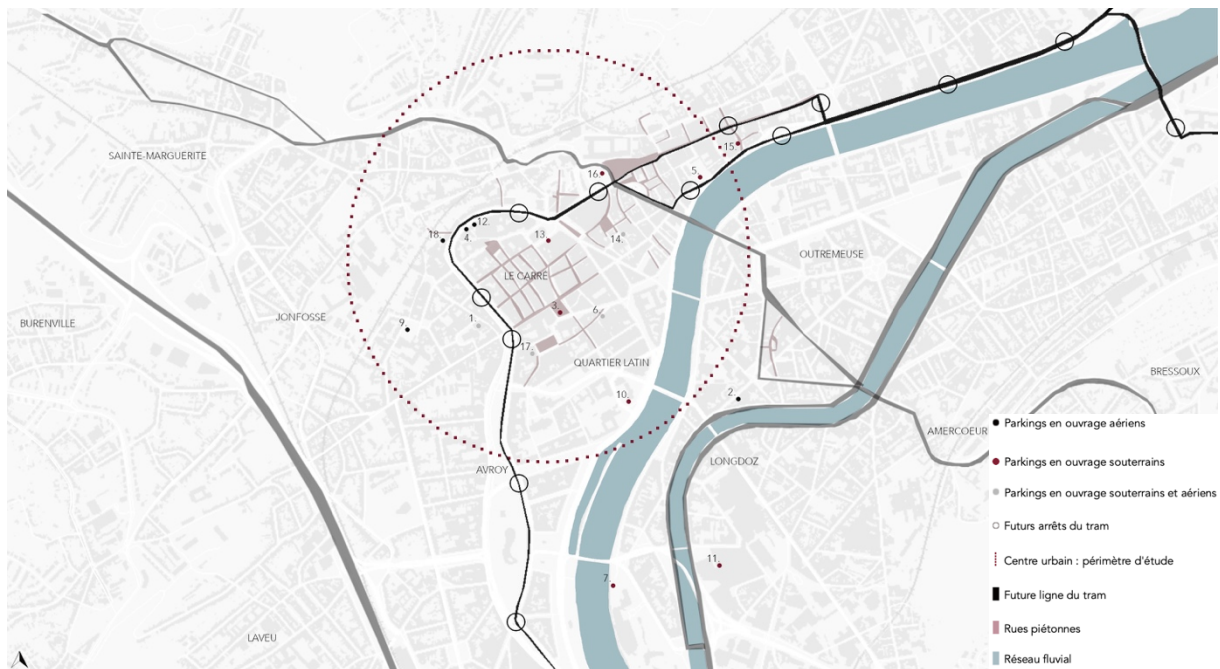 15.
SAINTE-MARGUERITE
16.
5.
12.
4.
18.
13.
14.
OUTREMEUSE
LE CARRÉ
3.
6.
JONFOSSE
BURENVILLE
1.
9.
17.
QUARTIER LATIN
BRESSOUX
10.
2.
AMERCOEUR
LONGDOZ
AVROY
11.
7.
LAVEU
Parkings en ouvrage aériens
Parkings en ouvrage souterrains
Parkings en ouvrage souterrains et aériens
Futurs arrêts du tram
Centre urbain : périmètre d'étude
Future ligne du tram
Rues piétonnes
Réseau fluvial